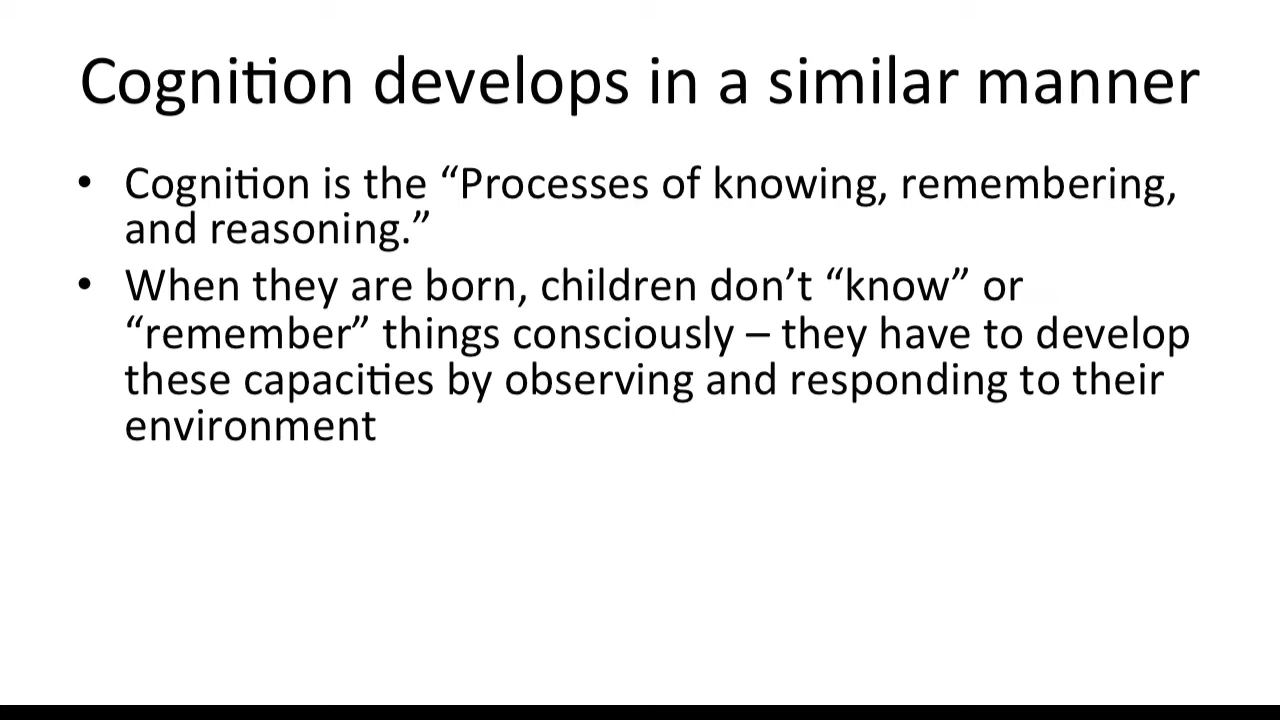 Cognition develops in a similar manner
• Cognition is the “Processes of knowing, remembering,
and reasoning.”
• When they are born, children don’t “know” or
“remember” things consciously – they have to develop
these capacities by observing and responding to their
environment